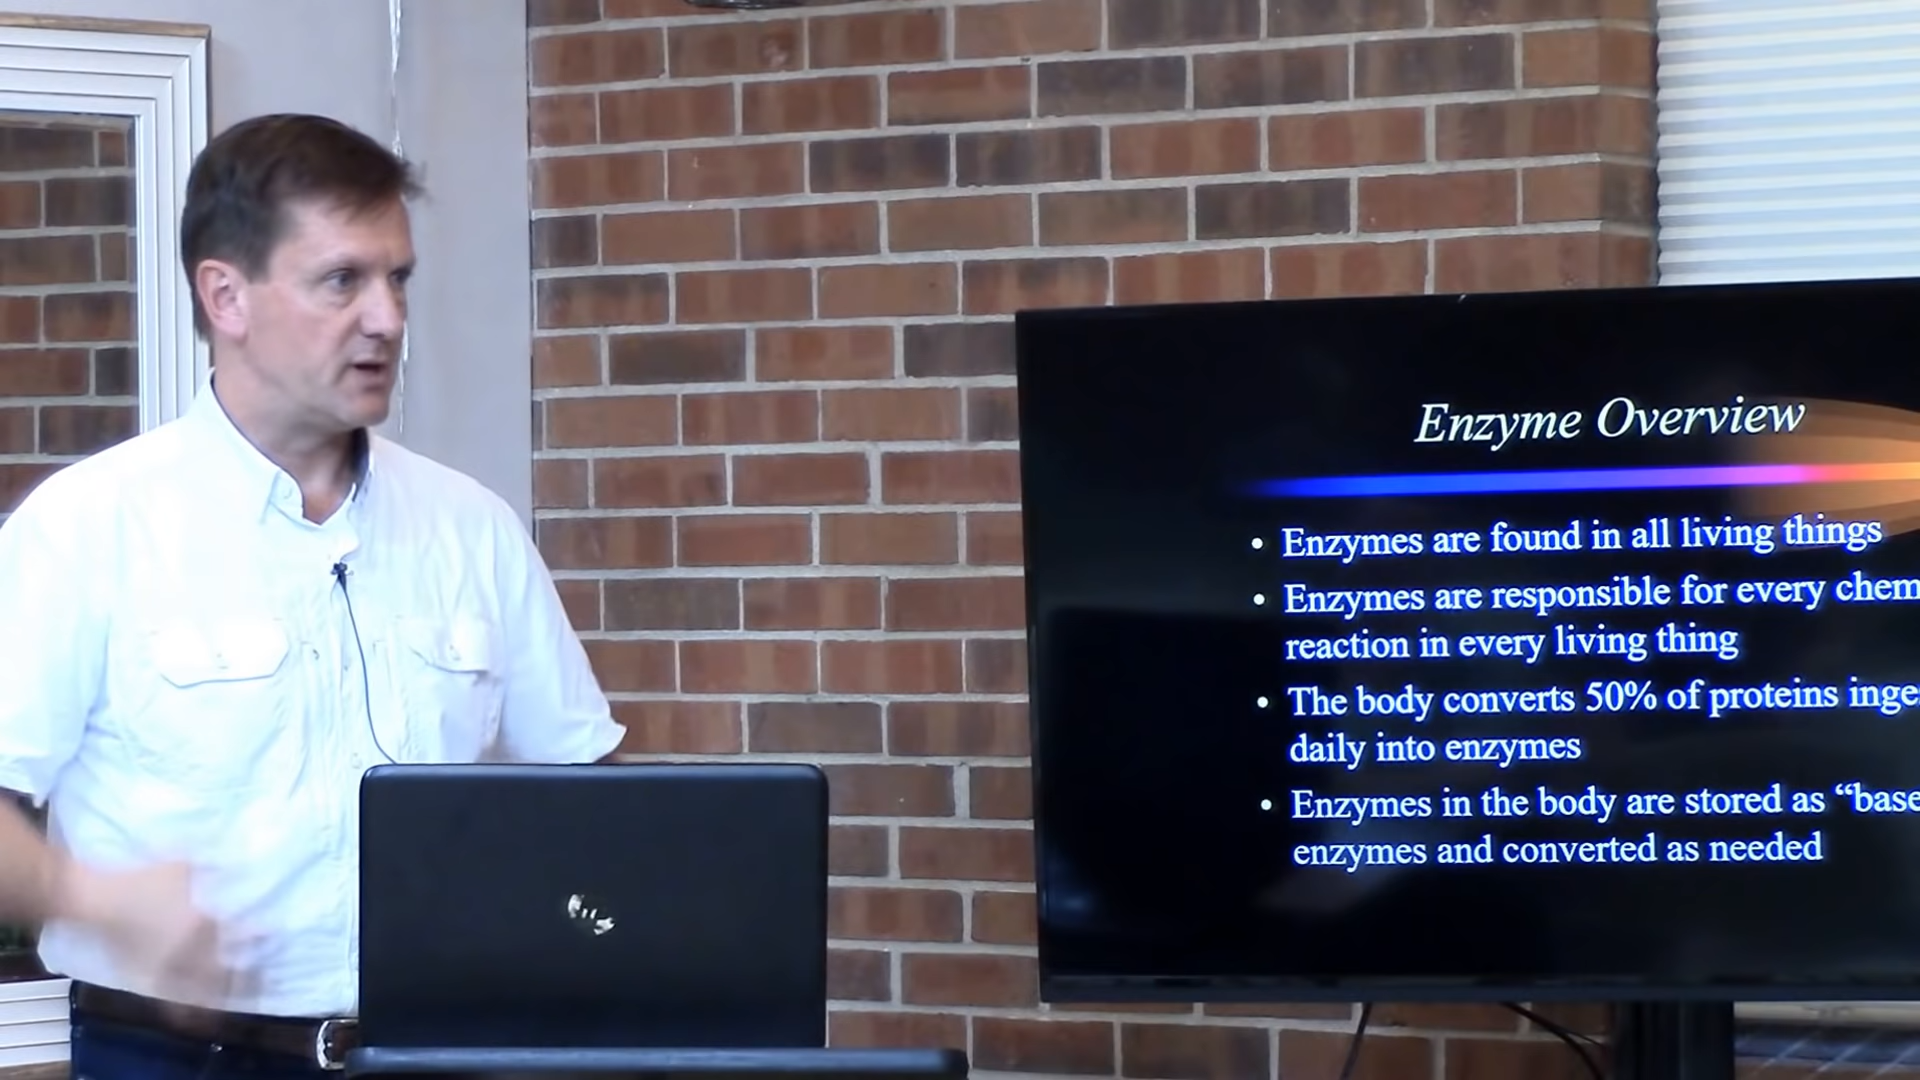 Enzyme Overview
• Enzymes are found in all living things
• Enzymes are responsible for every chem
reaction in every living thing
• The body converts 50% of proteins inge
daily into enzymes
• Enzymes in the body are stored as “base
enzymes and converted as needed